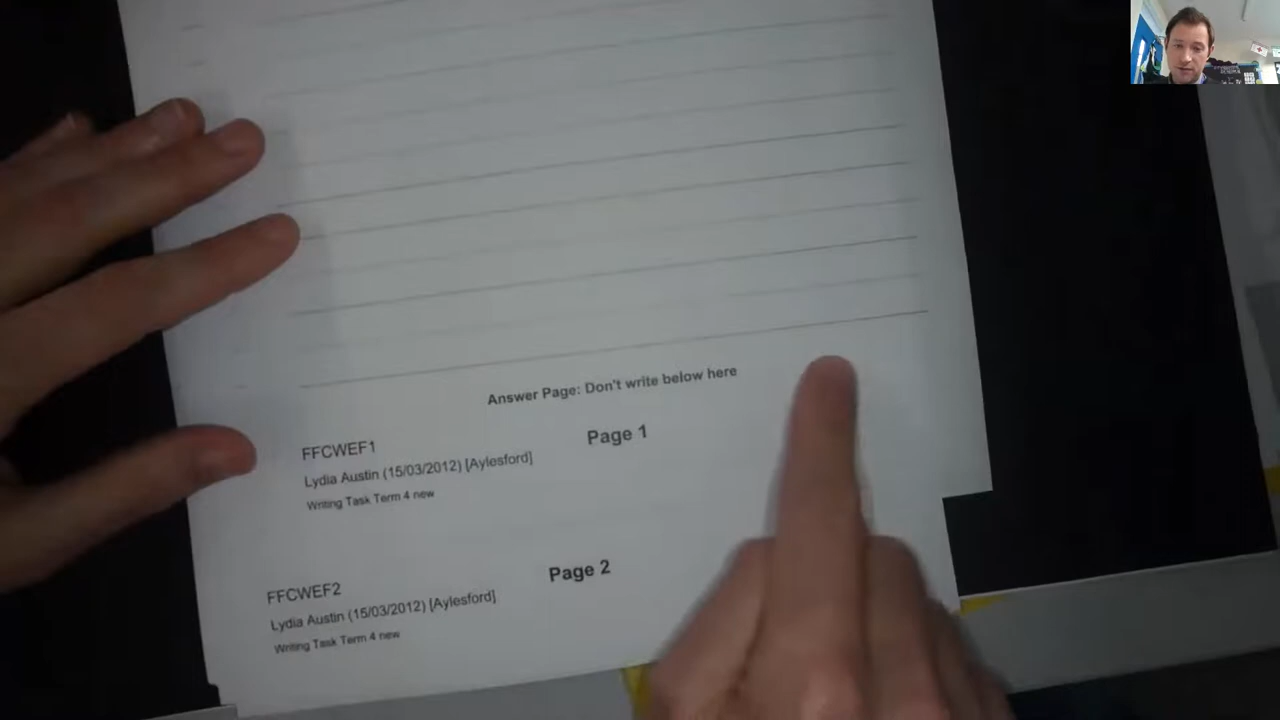 Answer Page: Don't write below here
Page 1
FFCWEF1
Lydia Austin (15/03/2012) [Aylesford]
Writing Task Term 4 new
Page 2
FFCWEF2
Lydia Austin (15/03/2012) [Aylesford]
Writing Task Term 4 new